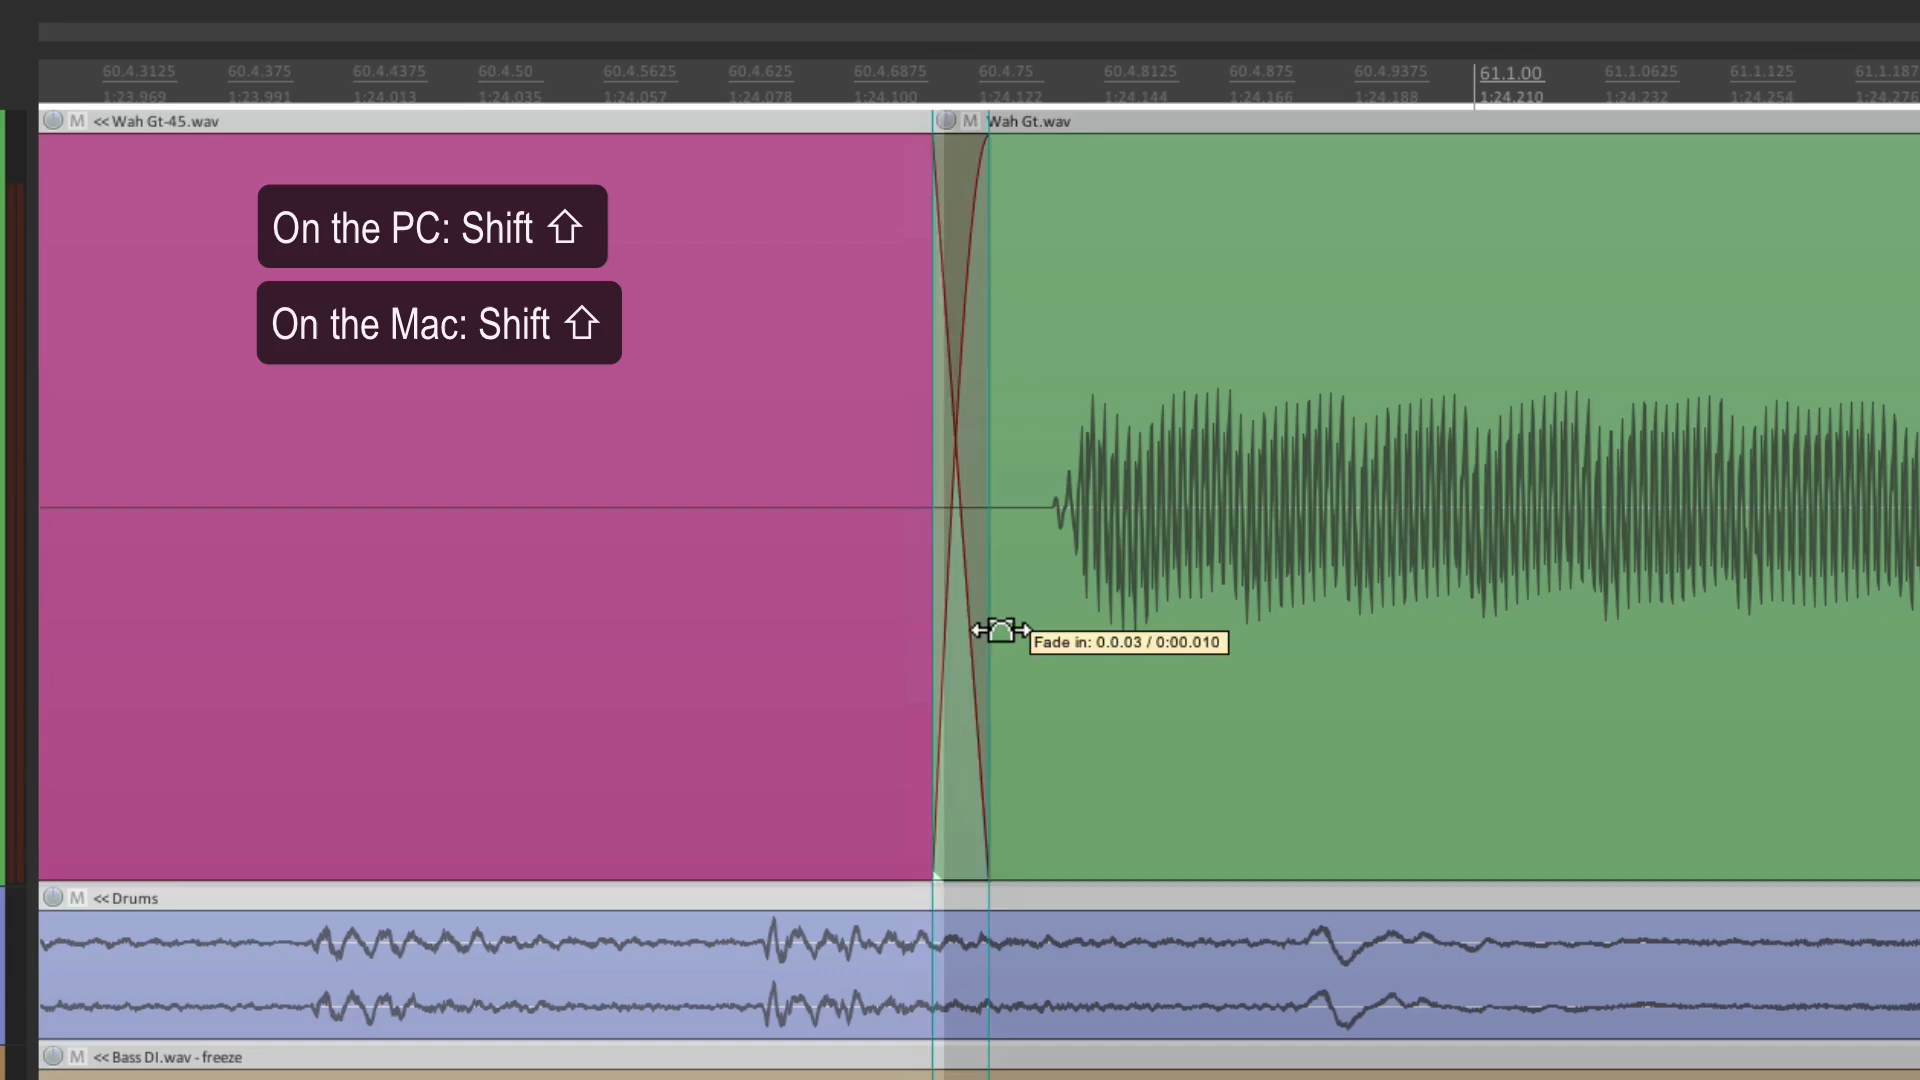 60.4.3125 60.4.375 60.4.4375 60.4.50 60.4.5625 60.4.625 60.4.6875 60.4.75 60.4.8125 60.4.875 60.4.9375 61.1.00 61.1.0625 61.1.125 61.1.187
1:23.969 1:23.991 1:24.013 1:24.035 1:24.057 1:24.078 1:24.100 1:24.122 1:24.144 1:24.166 1:24.188 1:24.210 1:24.232 1:24.254 1:24.276
M << Wah Gt-45.wav M Wah Gt.wav
On the PC: Shift ⇧
On the Mac: Shift ⇧
Fade in: 0.0.03 / 0:00.010
M << Drums
M << Bass DI.wav - freeze